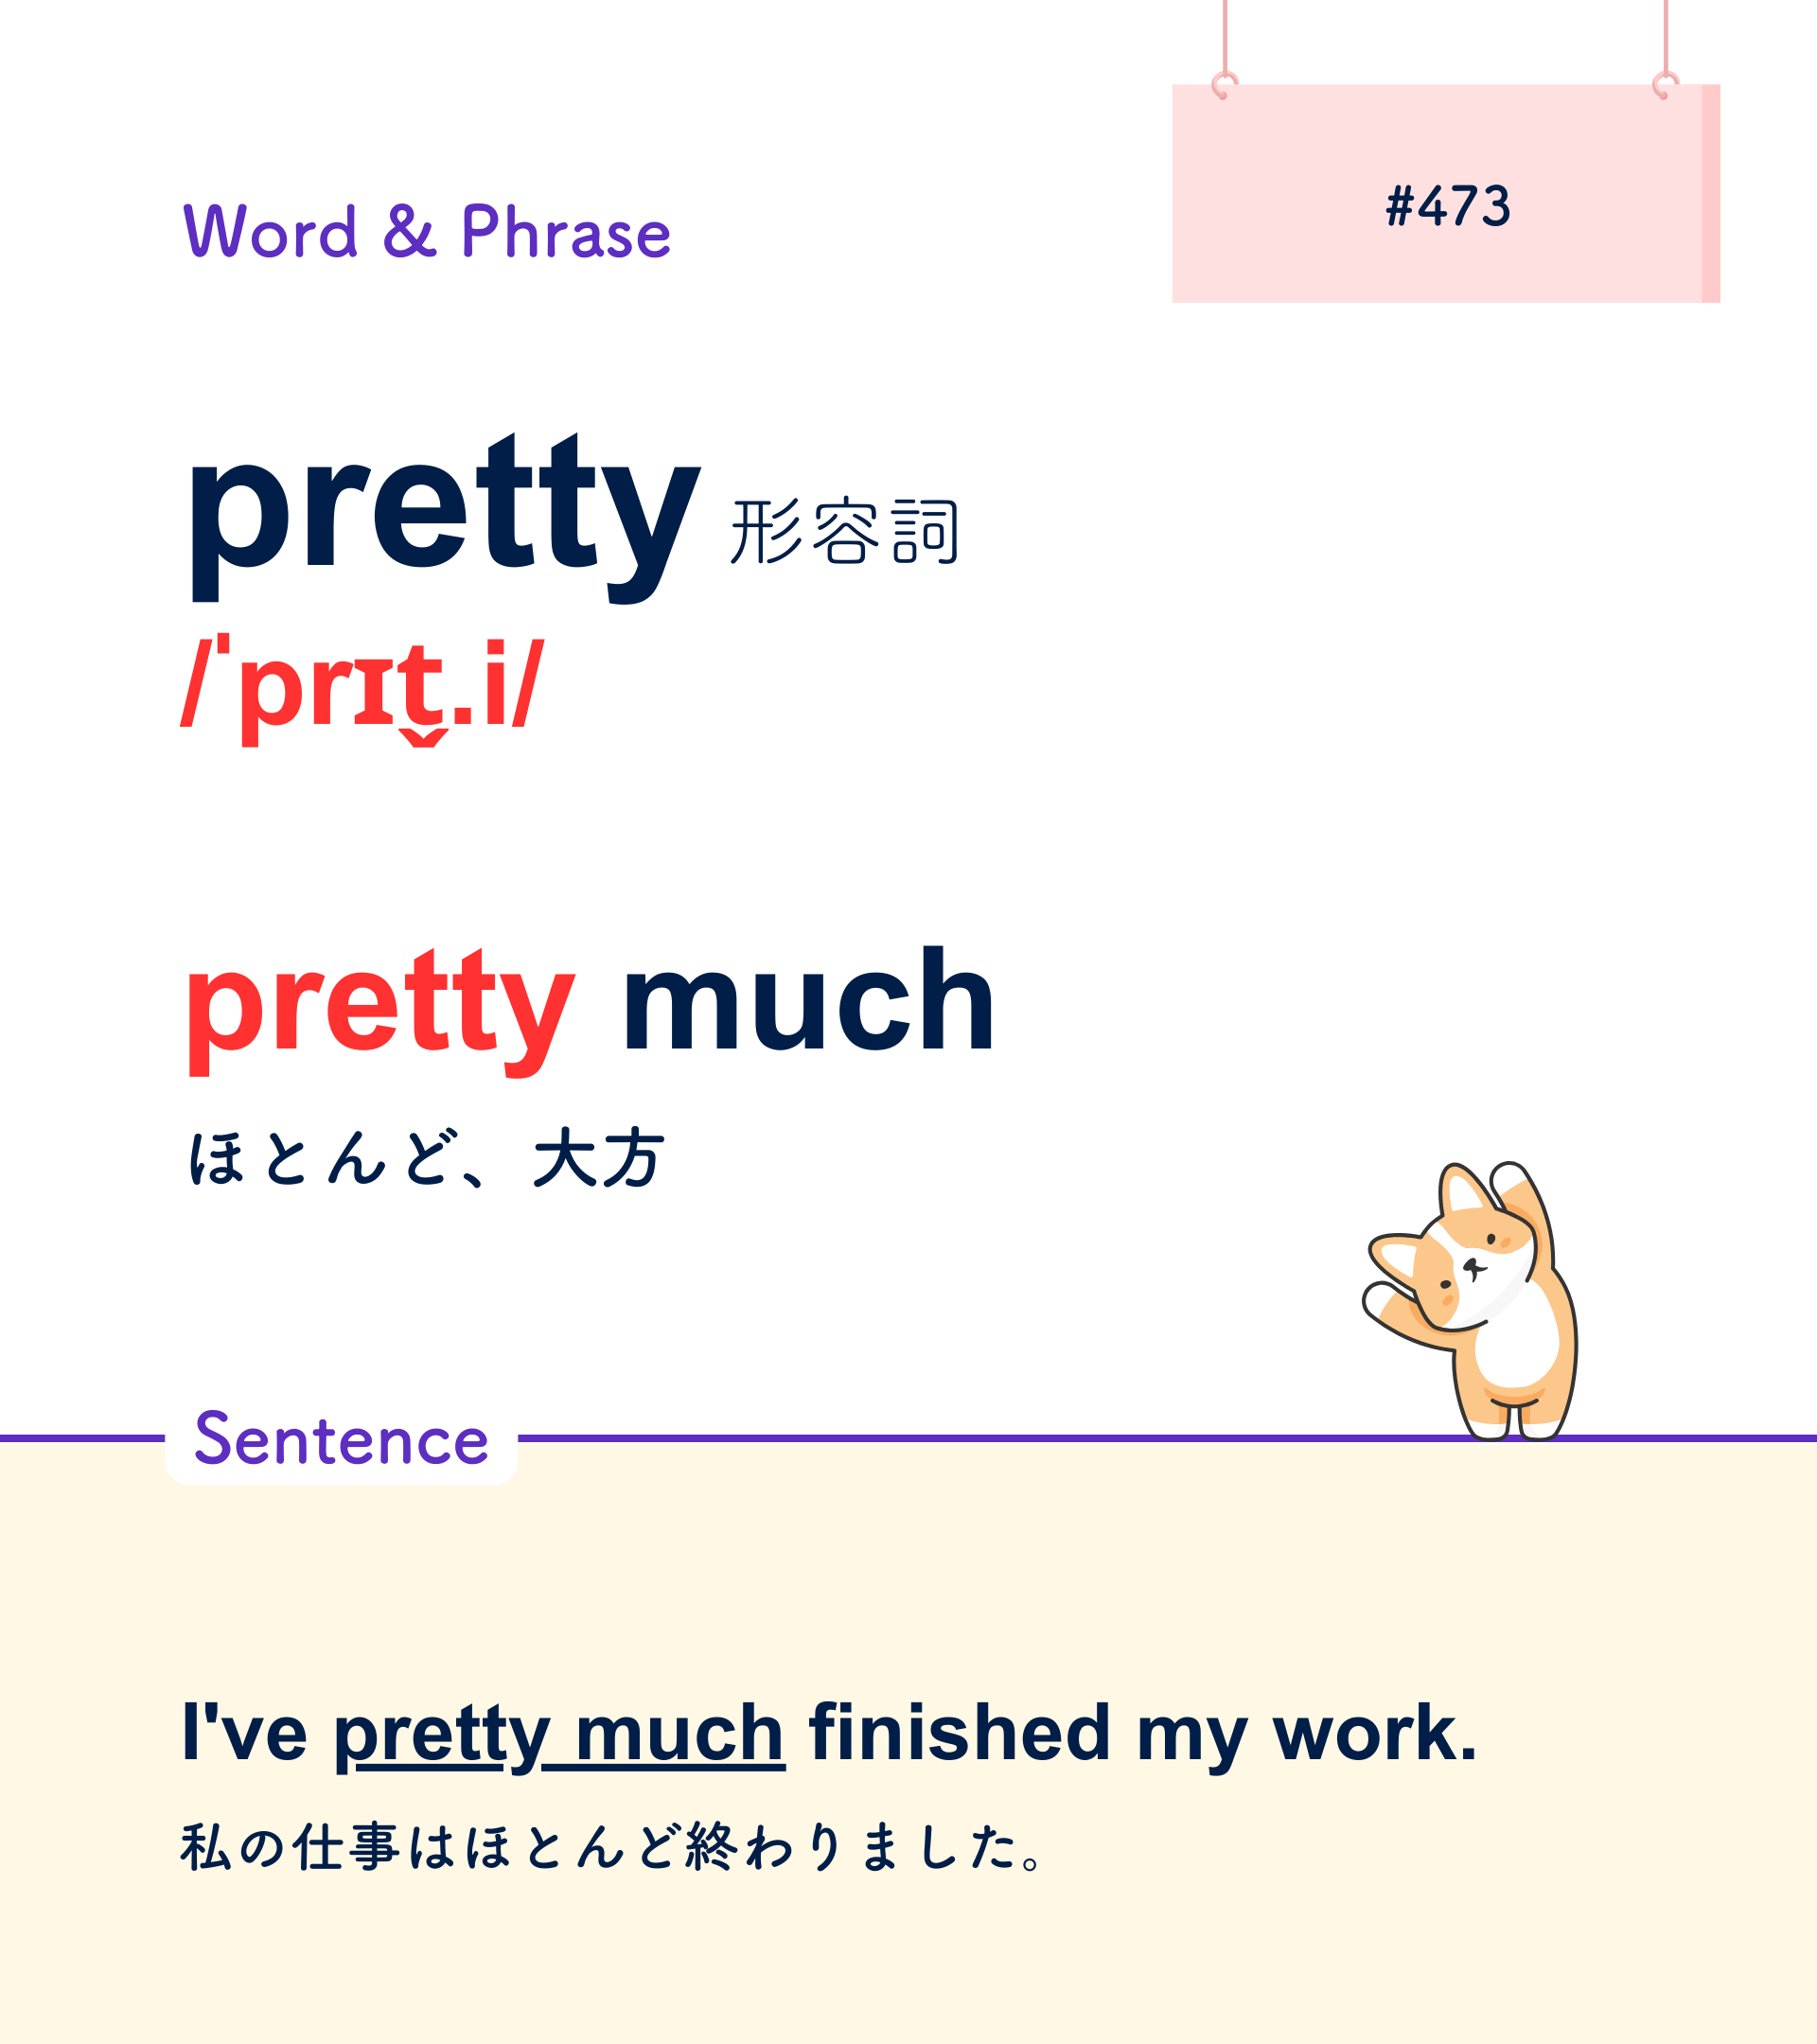 Word & Phrase
#473
pretty 形容詞
/ˈprɪt̬.i/
pretty much
ほとんど、大方
Sentence
I've pretty much finished my work.
私の仕事はほとんど終わりました。